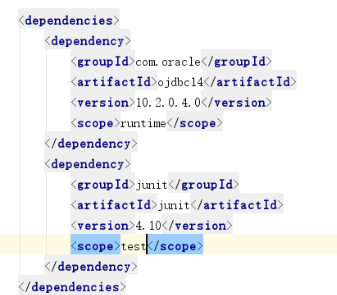 <dependencies>
<dependency>
<groupId>com.oracle</groupId>
<artifactId>ojdbc14</artifactId>
<version>10.2.0.4.0</version>
<scope>runtime</scope>
</dependency>
<dependency>
<groupId>junit</groupId>
<artifactId>junit</artifactId>
<version>4.10</version>
<scope>test</scope>
</dependency>
</dependencies>